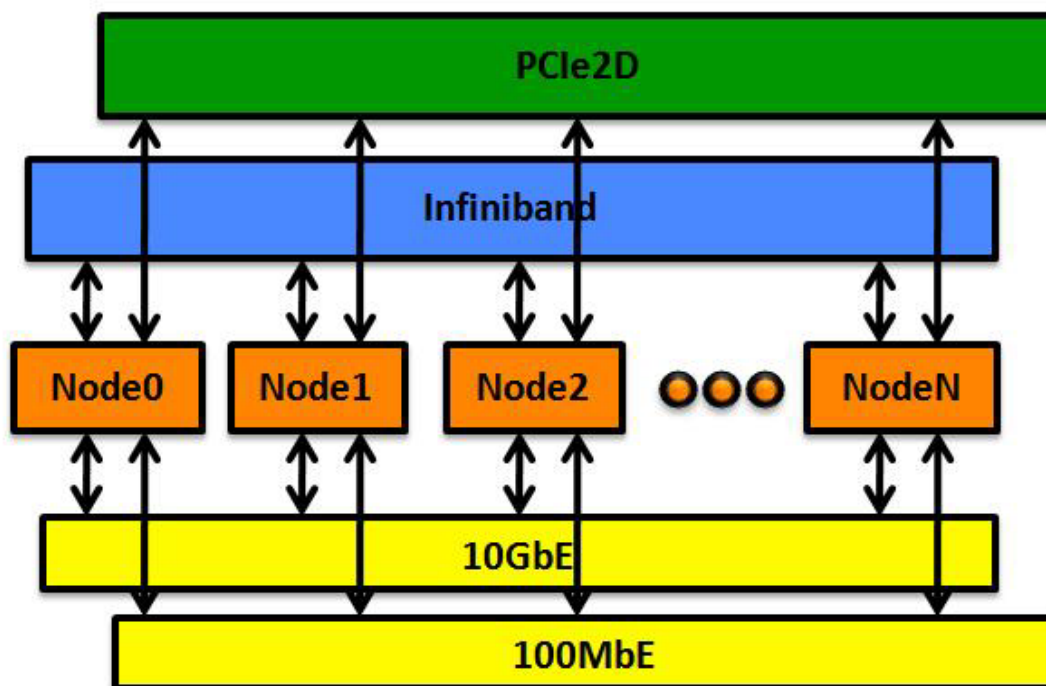 PCIe2D
Infiniband
Node0
Node1
Node2
NodeN
10GbE
100MbE